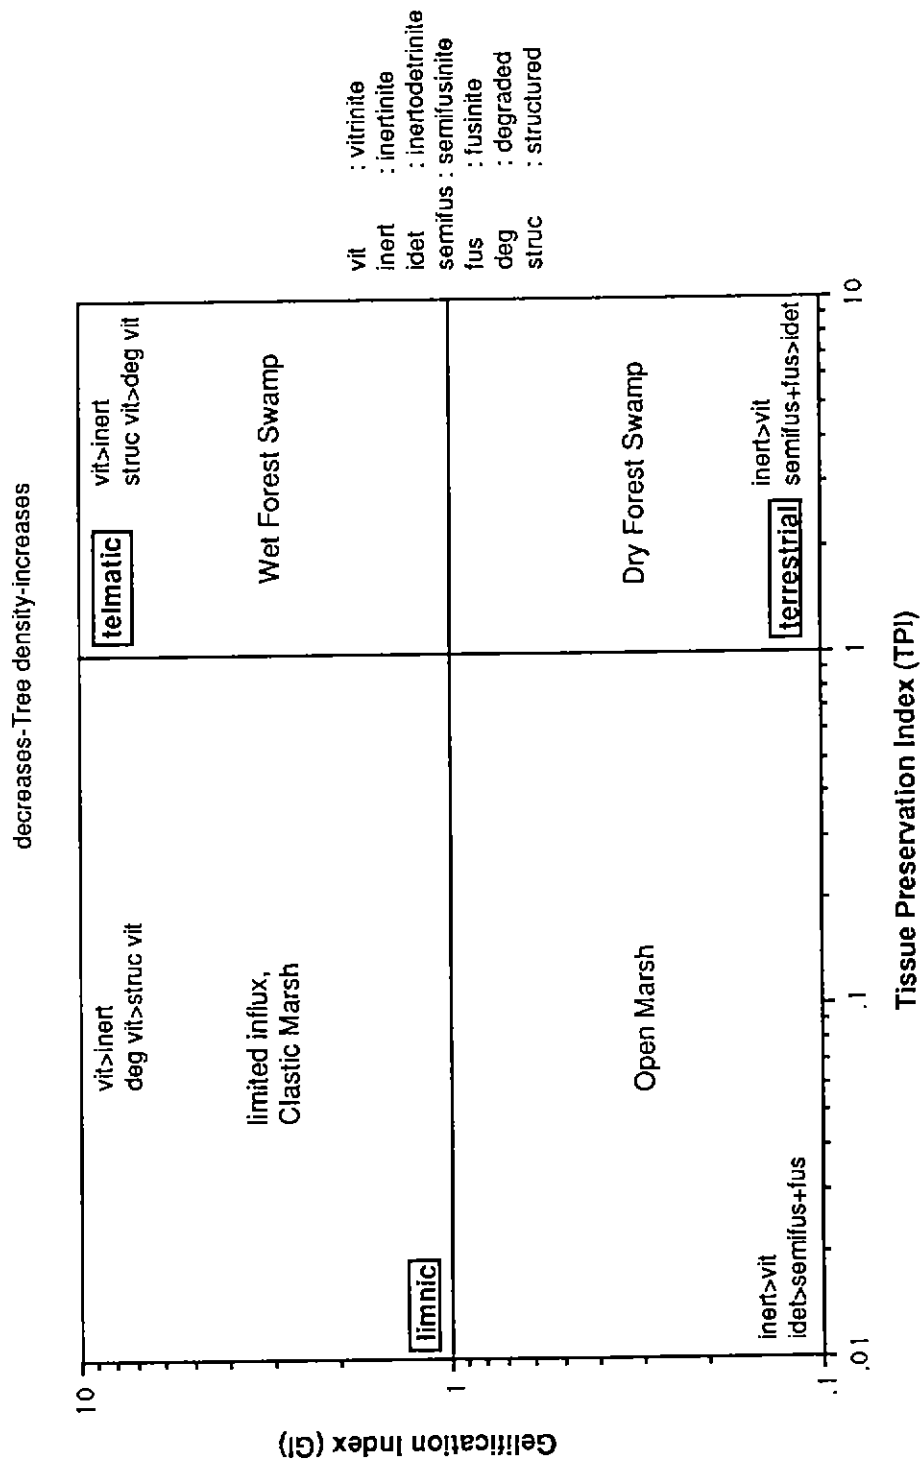 decreases-Tree density-increases
10
1
.1
Gelification Index (GI)
vit>inert
deg vit>struc vit
limited influx,
Clastic Marsh
limnic
telmatic
vit>inert
struc vit>deg vit
Wet Forest Swamp
Open Marsh
inert>vit
idet>semifus+fus
Dry Forest Swamp
terrestrial
inert>vit
semifus+fus>idet
.01
.1
1
10
Tissue Preservation Index (TPI)
vit : vitrinite
inert : inertinite
idet : inertodetrinite
semifus : semifusinite
fus : fusinite
deg : degraded
struc : structured